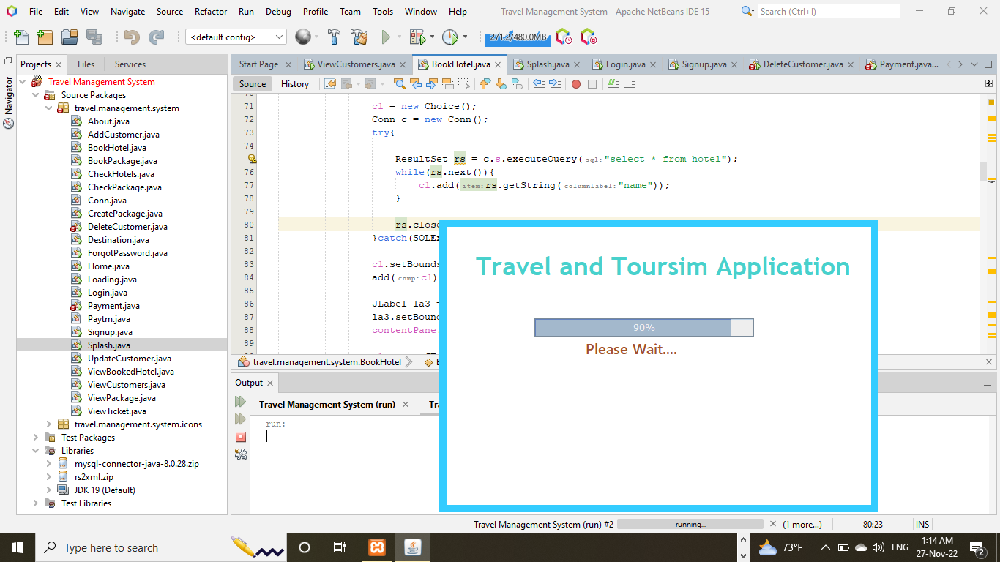 File Edit View Navigate Source Refactor Run Debug Profile Team Tools Window Help
Travel Management System - Apache NetBeans IDE 15
Search (Ctrl+I)
<default config>
271.2/480.0MB
Projects
Files
Services
Navigator
Travel Management System
Source Packages
travel.management.system
About.java
AddCustomer.java
BookHotel.java
BookPackage.java
CheckHotels.java
CheckPackage.java
Conn.java
CreatePackage.java
DeleteCustomer.java
Destination.java
ForgotPassword.java
Home.java
Loading.java
Login.java
Payment.java
Paytm.java
Signup.java
Splash.java
UpdateCustomer.java
ViewBookedHotel.java
ViewCustomers.java
ViewPackage.java
ViewTicket.java
travel.management.system.icons
Test Packages
Libraries
mysql-connector-java-8.0.28.zip
rs2xml.zip
JDK 19 (Default)
Test Libraries
Start Page
ViewCustomers.java
BookHotel.java
Splash.java
Login.java
Signup.java
DeleteCustomer.java
Payment.java...
Source
History
71 cl = new Choice();
72 Conn c = new Conn();
73 try{
74
ResultSet rs = c.s.executeQuery( sql: "select * from hotel");
76 while(rs.next()){
77 cl.add( item: rs.getString( columnLabel: "name"));
78 }
79
80 rs.close
81 }catch(SQLEx
82
83 cl.setBounds
84 add( comp: cl)
85
86 JLabel la3 =
87 la3.setBoun
88 contentPane.
89
travel.management.system.BookHotel
Output
Travel Management System (run)
Tra
run:
Travel and Toursim Application
90%
Please Wait....
Travel Management System (run) #2
running...
(1 more...)
80:23
INS
Type here to search
73°F
ENG
1:14 AM
27-Nov-22
2